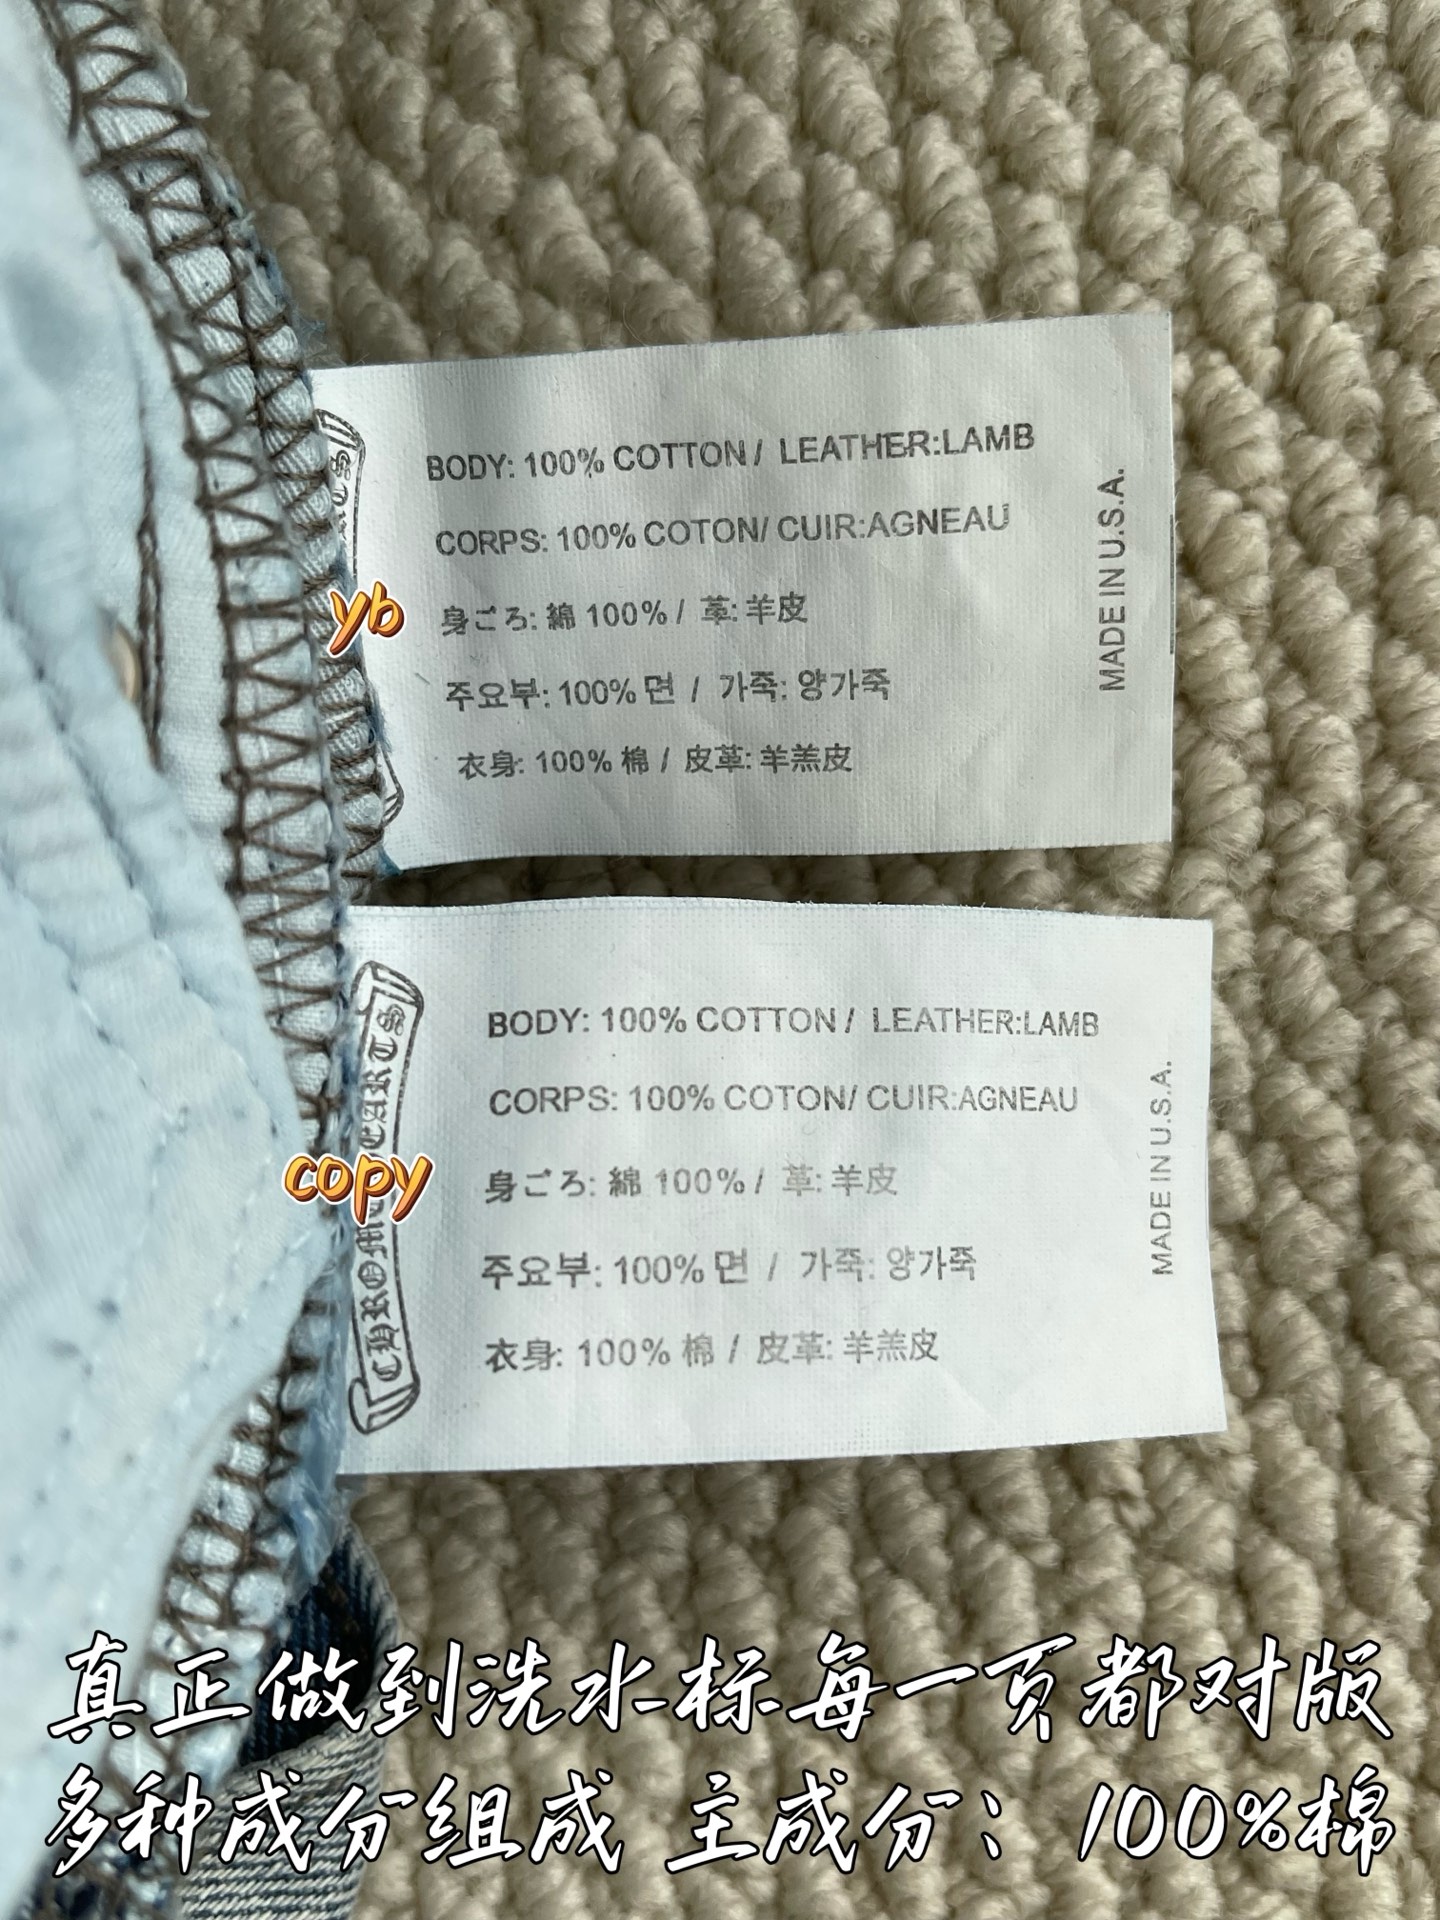 BODY: 100% COTTON / LEATHER:LAMB
CORPS: 100% COTON/ CUIR:AGNEAU
身ごろ: 綿 100% / 革: 羊皮
주요부: 100% 면 / 가죽: 양가죽
衣身: 100% 棉 / 皮革: 羊羔皮
MADE IN U.S.A.
yb
BODY: 100% COTTON / LEATHER:LAMB
CORPS: 100% COTON/ CUIR:AGNEAU
身ごろ: 綿 100% / 革: 羊皮
주요부: 100% 면 / 가죽: 양가죽
衣身: 100% 棉 / 皮革: 羊羔皮
MADE IN U.S.A.
copy
真正做到洗水标每一页都对版
多种成分组成 主成分：100%棉